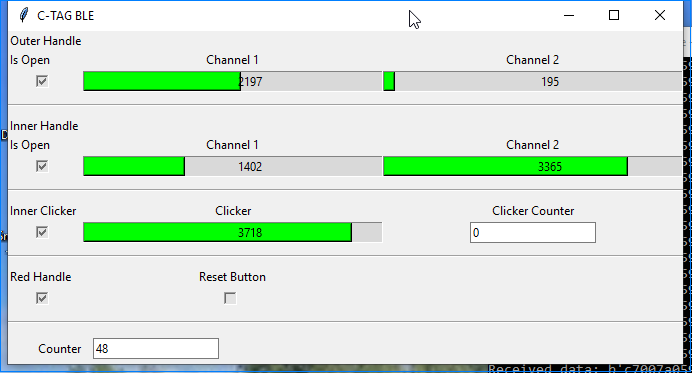 C-TAG BLE
Outer Handle
Is Open Channel 1 Channel 2
2197 195
Inner Handle
Is Open Channel 1 Channel 2
1402 3365
Inner Clicker Clicker Clicker Counter
3718 0
Red Handle Reset Button
Counter 48
Received data: b'c7007a059